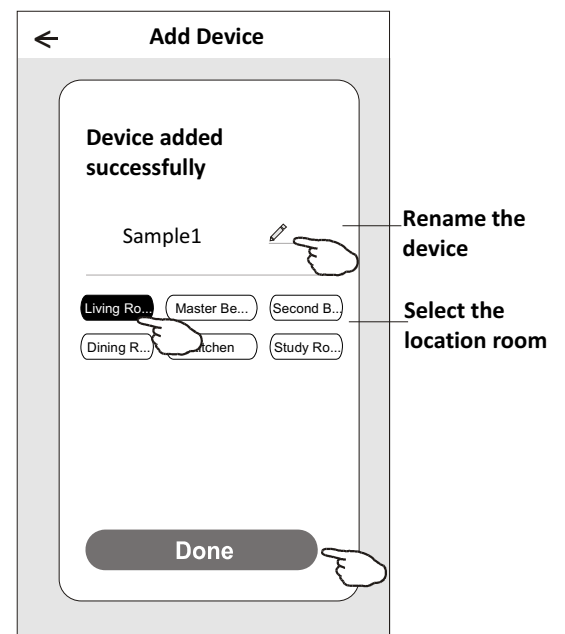 Add Device
Device added
successfully
Sample1
Rename the
device
Living Ro...
Master Be...
Second B...
Select the
location room
Dining R...
itchen
Study Ro...
Done